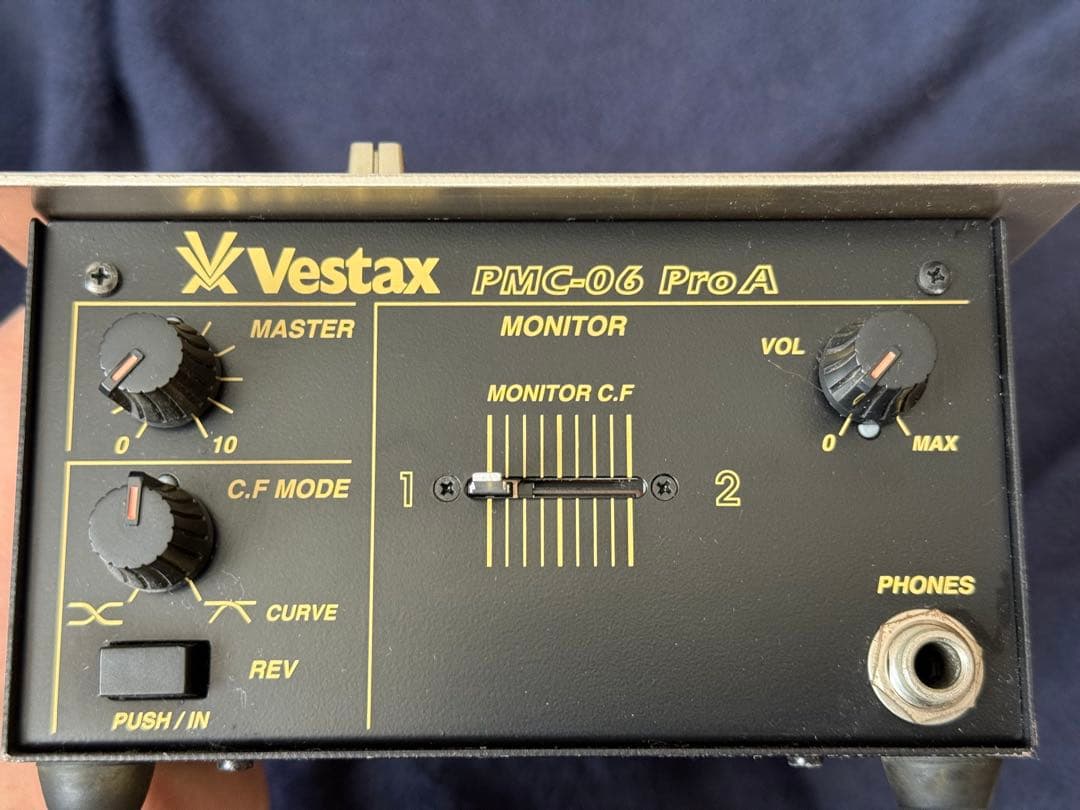 Vestax PMC-06 Pro A
MASTER
0 10
C.F MODE
CURVE
REV
PUSH / IN
MONITOR
MONITOR C.F
1 2
VOL
0 MAX
PHONES